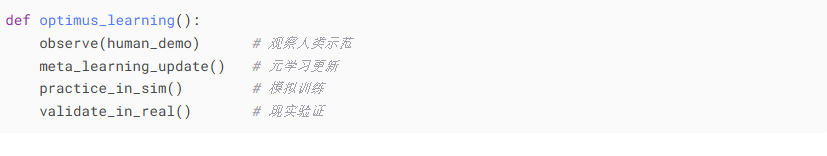 def optimus_learning():
    observe(human_demo)      # 观察人类示范
    meta_learning_update()   # 元学习更新
    practice_in_sim()        # 模拟训练
    validate_in_real()       # 现实验证